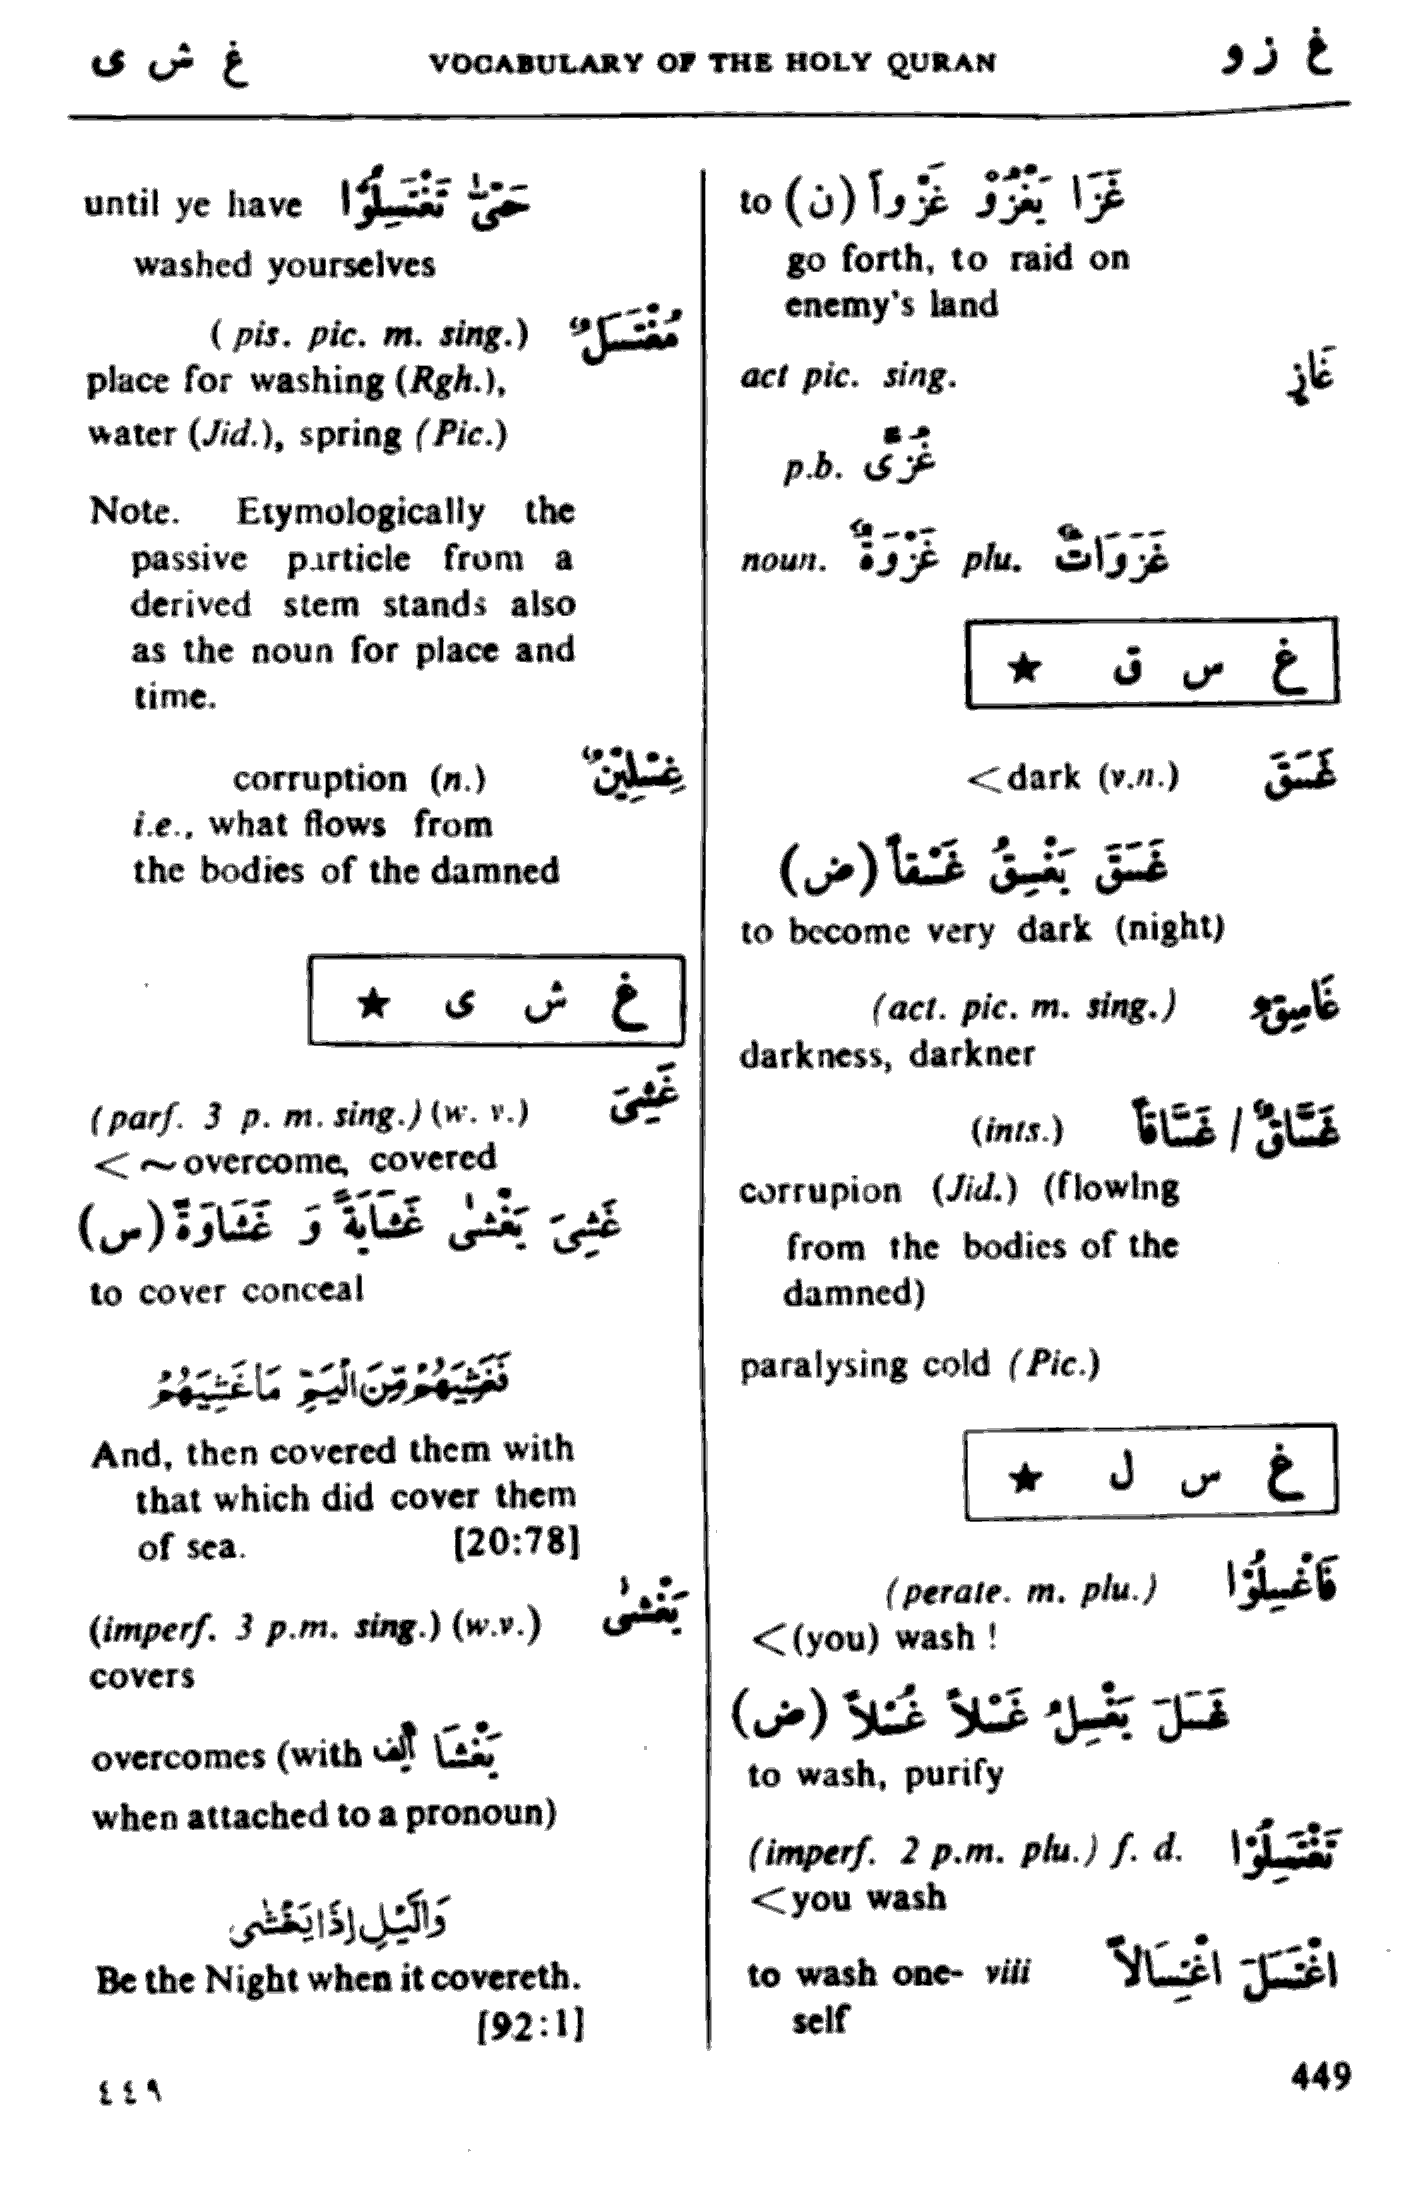 غ ش ى VOCABULARY OF THE HOLY QURAN غ ز و
to (ن) غَزَا يَغْزُوْ غَزْواً
go forth, to raid on
enemy's land
act pic. sing. غَازٍ
p.b. غُزًّى
noun. غَزْوَةٌ plu. غَزَوَاتٌ
غ س ق ★
<dark (v.n.) غَسَقَ
غَسَقَ يَغْسِقُ غَسْقاً (ض)
to become very dark (night)
(act. pic. m. sing.) غَاسِقٍ
darkness, darkner
(ints.) غَسَّاقٌ / غَسَّاقاً
corrupion (Jid.) (flowing
from the bodies of the
damned)
paralysing cold (Pic.)
غ س ل ★
(perate. m. plu.) فَاغْسِلُوْا
<(you) wash !
غَسَلَ يَغْسِلُ غَسْلاً غُسْلاً (ض)
to wash, purify
(imperf. 2 p.m. plu.) f. d. تَغْتَسِلُوْا
<you wash
to wash one- viii اغْتَسَلَ اغْتِسَالاً
self
until ye have حَتّٰى تَغْتَسِلُوْا
washed yourselves
( pis. pic. m. sing.) مُغْتَسَلٌ
place for washing (Rgh.),
water (Jid.), spring (Pic.)
Note. Etymologically the
passive particle from a
derived stem stands also
as the noun for place and
time.
corruption (n.) غِسْلِيْنٌ
i.e., what flows from
the bodies of the damned
غ ش ى ★
(parf. 3 p. m. sing.) (w. v.) غَشِيَ
< ~overcome, covered
غَشِيَ يَغْشٰى غَشَايَةً وَ غَشَاوَةً (س)
to cover conceal
فَغَشِيَهُمْ مِّنَ الْيَمِّ مَا غَشِيَهُمْ
And, then covered them with
that which did cover them
of sea. [20:78]
(imperf. 3 p.m. sing.) (w.v.) يَغْشٰى
covers
overcomes (with يَغْشَا أَلِف
when attached to a pronoun)
وَالَّيْلِ إِذَا يَغْشٰى
Be the Night when it covereth.
[92:1]
٤٤٩ 449